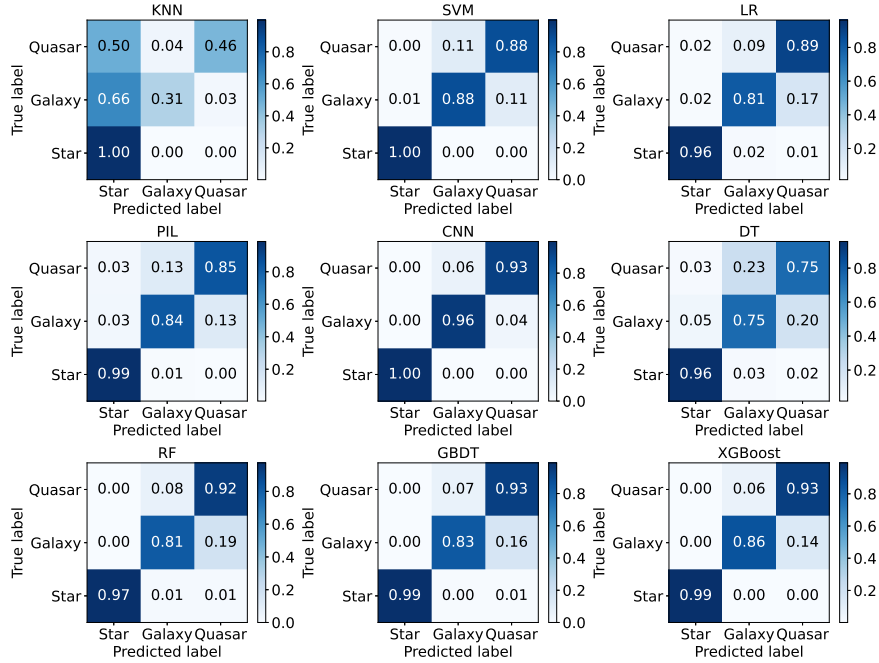 KNN
True label
Quasar 0.50 0.04 0.46
Galaxy 0.66 0.31 0.03
Star 1.00 0.00 0.00
Star Galaxy Quasar
Predicted label
0.8
0.6
0.4
0.2
SVM
True label
Quasar 0.00 0.11 0.88
Galaxy 0.01 0.88 0.11
Star 1.00 0.00 0.00
Star Galaxy Quasar
Predicted label
0.8
0.6
0.4
0.2
0.0
LR
True label
Quasar 0.02 0.09 0.89
Galaxy 0.02 0.81 0.17
Star 0.96 0.02 0.01
Star Galaxy Quasar
Predicted label
0.8
0.6
0.4
0.2
PIL
True label
Quasar 0.03 0.13 0.85
Galaxy 0.03 0.84 0.13
Star 0.99 0.01 0.00
Star Galaxy Quasar
Predicted label
0.8
0.6
0.4
0.2
CNN
True label
Quasar 0.00 0.06 0.93
Galaxy 0.00 0.96 0.04
Star 1.00 0.00 0.00
Star Galaxy Quasar
Predicted label
0.8
0.6
0.4
0.2
0.0
DT
True label
Quasar 0.03 0.23 0.75
Galaxy 0.05 0.75 0.20
Star 0.96 0.03 0.02
Star Galaxy Quasar
Predicted label
0.8
0.6
0.4
0.2
RF
True label
Quasar 0.00 0.08 0.92
Galaxy 0.00 0.81 0.19
Star 0.97 0.01 0.01
Star Galaxy Quasar
Predicted label
0.8
0.6
0.4
0.2
0.0
GBDT
True label
Quasar 0.00 0.07 0.93
Galaxy 0.00 0.83 0.16
Star 0.99 0.00 0.01
Star Galaxy Quasar
Predicted label
0.8
0.6
0.4
0.2
0.0
XGBoost
True label
Quasar 0.00 0.06 0.93
Galaxy 0.00 0.86 0.14
Star 0.99 0.00 0.00
Star Galaxy Quasar
Predicted label
0.8
0.6
0.4
0.2